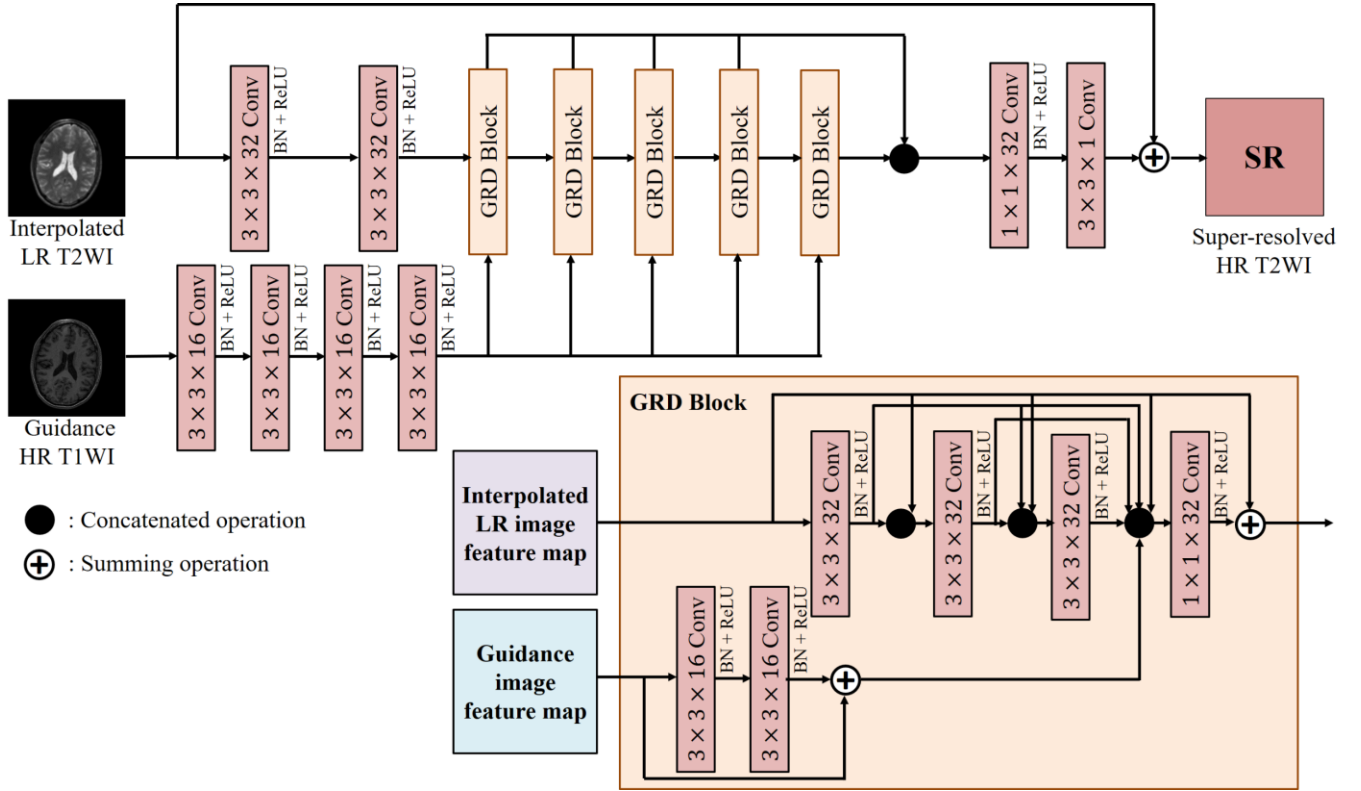 3 × 3 × 32 Conv
BN + ReLU
3 × 3 × 32 Conv
BN + ReLU
GRD Block
GRD Block
GRD Block
GRD Block
GRD Block
1 × 1 × 32 Conv
BN + ReLU
3 × 3 × 1 Conv
SR
Interpolated
LR T2WI
Super-resolved
HR T2WI
3 × 3 × 16 Conv
BN + ReLU
3 × 3 × 16 Conv
BN + ReLU
3 × 3 × 16 Conv
BN + ReLU
3 × 3 × 16 Conv
BN + ReLU
Guidance
HR T1WI
: Concatenated operation
: Summing operation
GRD Block
Interpolated
LR image
feature map
3 × 3 × 32 Conv
BN + ReLU
3 × 3 × 32 Conv
BN + ReLU
3 × 3 × 32 Conv
BN + ReLU
1 × 1 × 32 Conv
BN + ReLU
Guidance
image
feature map
3 × 3 × 16 Conv
BN + ReLU
3 × 3 × 16 Conv
BN + ReLU